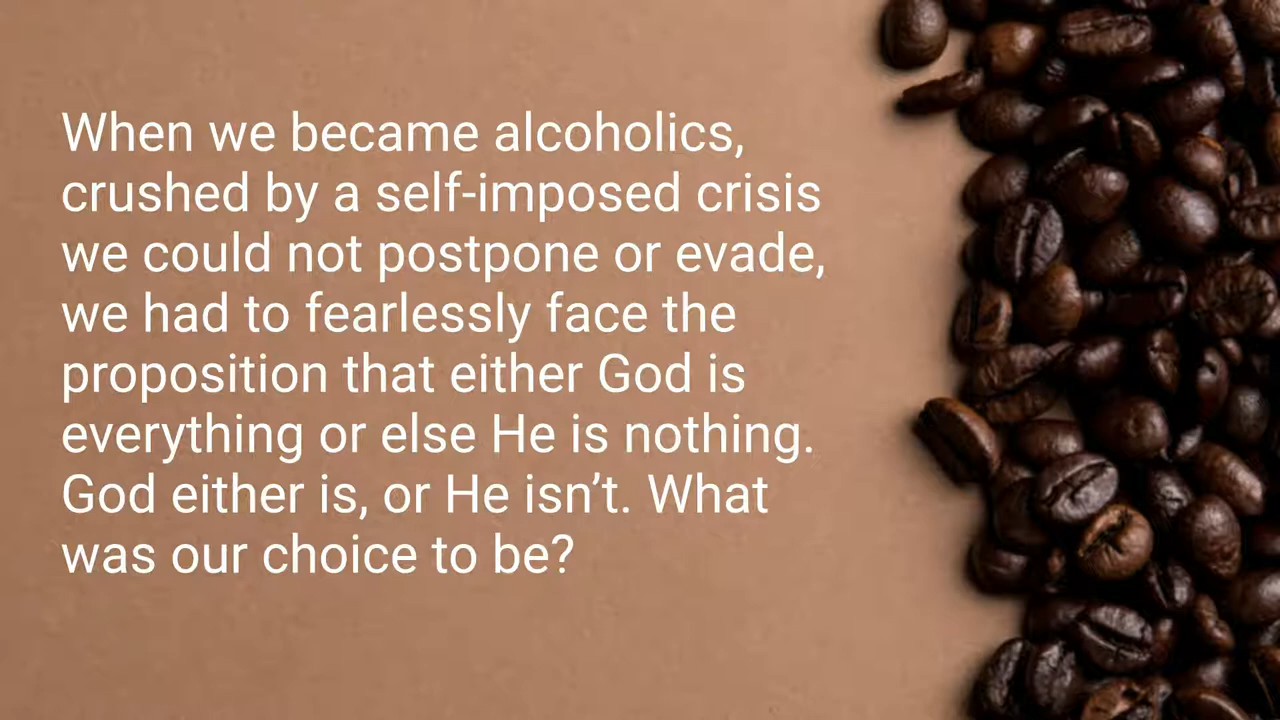 When we became alcoholics,
crushed by a self-imposed crisis
we could not postpone or evade,
we had to fearlessly face the
proposition that either God is
everything or else He is nothing.
God either is, or He isn’t. What
was our choice to be?